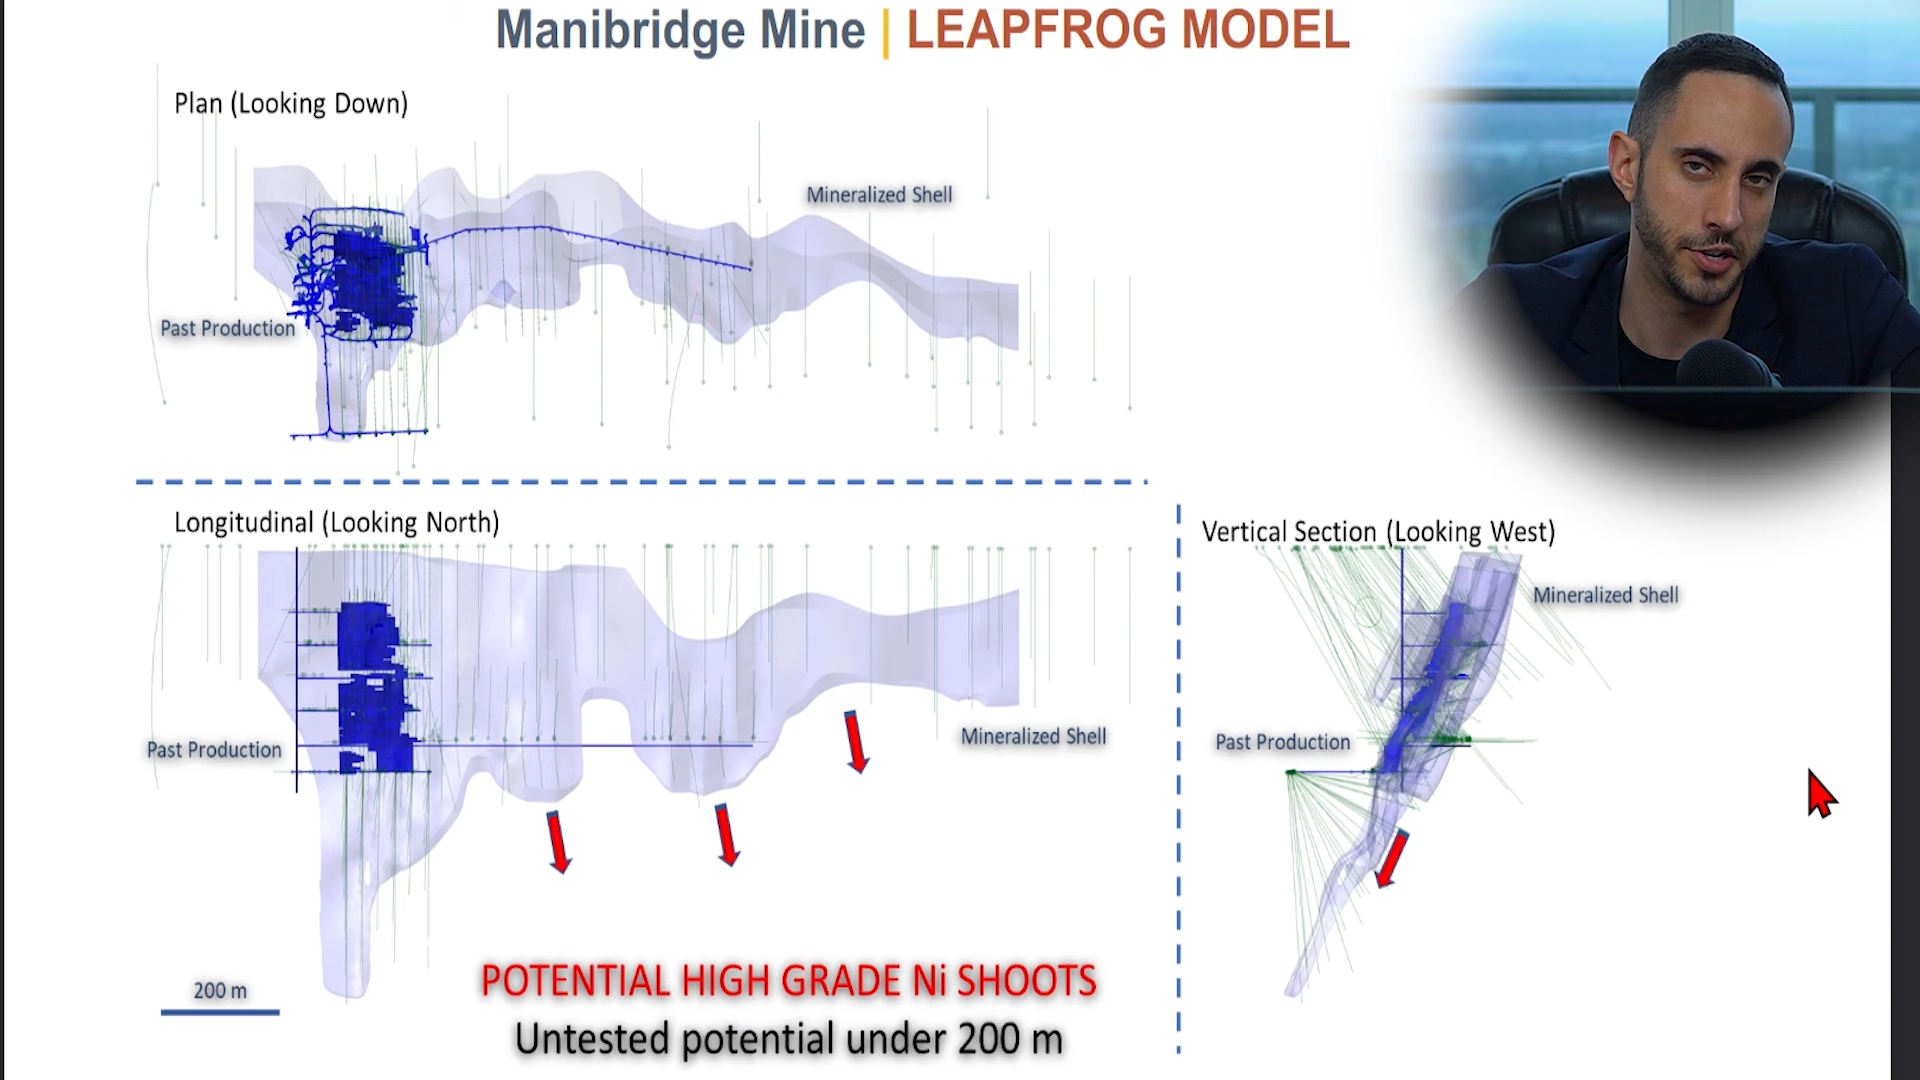 Manibridge Mine | LEAPFROG MODEL
Plan (Looking Down)
Mineralized Shell
Past Production
Longitudinal (Looking North)
Past Production
Mineralized Shell
200 m
POTENTIAL HIGH GRADE Ni SHOOTS
Untested potential under 200 m
Vertical Section (Looking West)
Mineralized Shell
Past Production